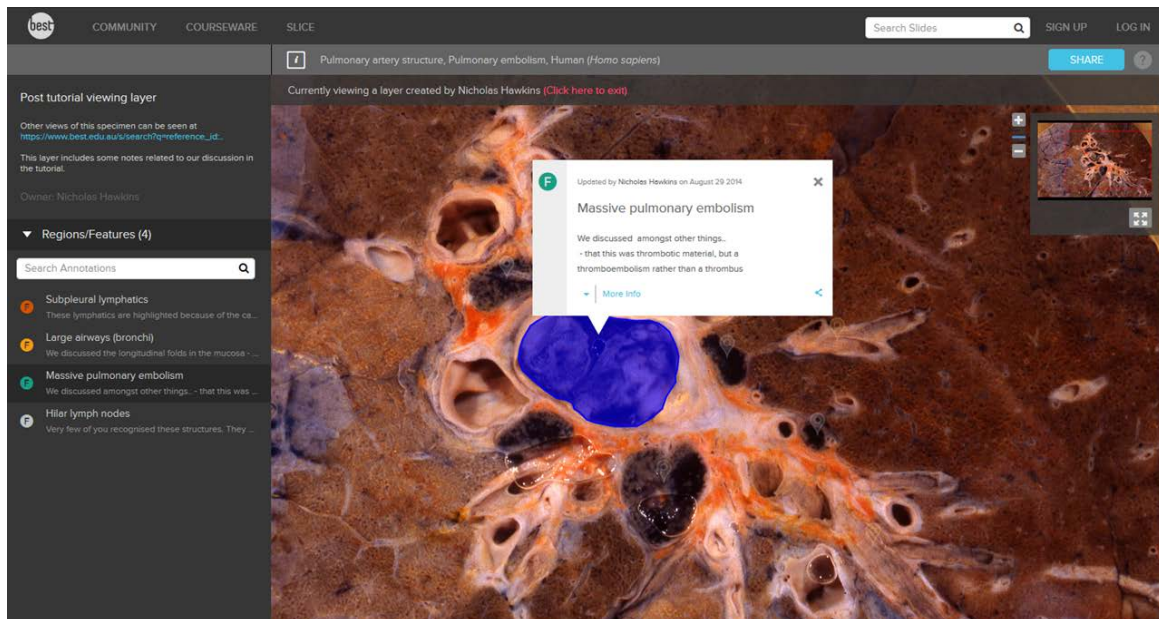 best
COMMUNITY
COURSEWARE
SLICE
Search Slides
SIGN UP
LOG IN
i
Pulmonary artery structure, Pulmonary embolism, Human (Homo sapiens)
SHARE
?
Post tutorial viewing layer
Other views of this specimen can be seen at
https://www.best.edu.au/s/search?q=reference_id:..
This layer includes some notes related to our discussion in
the tutorial.
Owner: Nicholas Hawkins
Regions/Features (4)
Search Annotations
F
Subpleural lymphatics
These lymphatics are highlighted because of the ca...
F
Large airways (bronchi)
We discussed the longitudinal folds in the mucosa - ...
F
Massive pulmonary embolism
We discussed amongst other things.. - that this was ...
F
Hilar lymph nodes
Very few of you recognised these structures. They ...
Currently viewing a layer created by Nicholas Hawkins (Click here to exit)
F
Updated by Nicholas Hawkins on August 29 2014
Massive pulmonary embolism
We discussed amongst other things..
- that this was thrombotic material, but a
thromboembolism rather than a thrombus
More Info